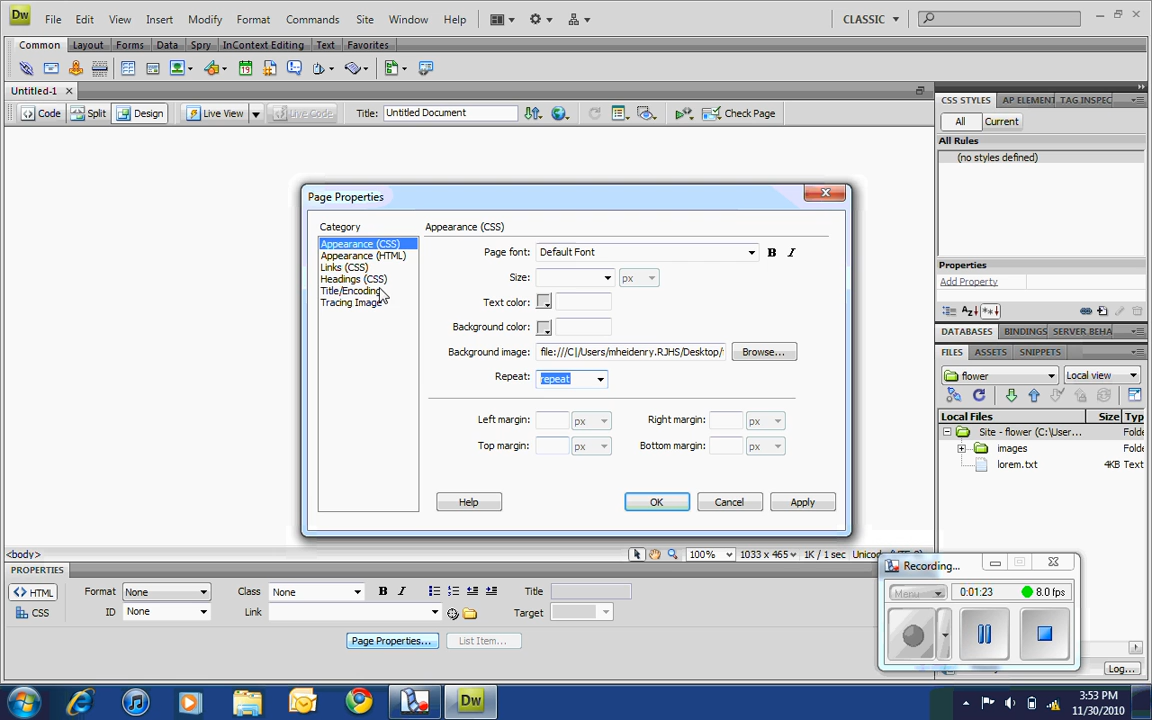 Dw File Edit View Insert Modify Format Commands Site Window Help CLASSIC
Common Layout Forms Data Spry InContext Editing Text Favorites
Untitled-1 ×
Code Split Design Live View Live Code Title: Untitled Document Check Page
CSS STYLES AP ELEMENT TAG INSPEC
All Current
All Rules
(no styles defined)
Page Properties
Category
Appearance (CSS)
Appearance (HTML)
Links (CSS)
Headings (CSS)
Title/Encoding
Tracing Image
Appearance (CSS)
Page font: Default Font B I
Size: px
Text color:
Background color:
Background image: file:///C|/Users/mheidenry.RJHS/Desktop/ Browse...
Repeat: repeat
Left margin: px Right margin: px
Top margin: px Bottom margin: px
Help OK Cancel Apply
Properties
Add Property
DATABASES BINDINGS SERVER BEHA
FILES ASSETS SNIPPETS
flower Local view
Local Files Size Typ
Site - flower (C:\User... Folde
images Folde
lorem.txt 4KB Text
<body> 100% 1033 x 465 1K / 1 sec
PROPERTIES
<> HTML Format None Class None B I Title
CSS ID None Link Target
Page Properties... List Item...
Recording...
Menu 0:01:23 8.0 fps
Log...
Dw
3:53 PM
11/30/2010